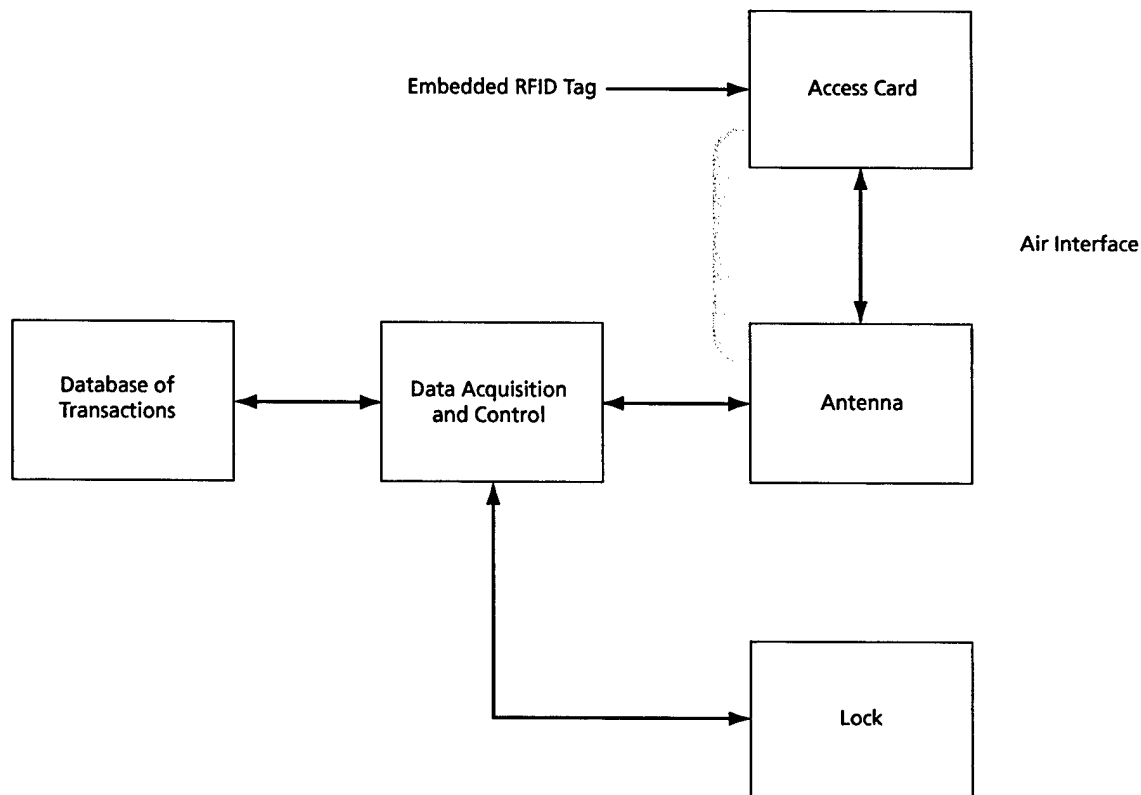 Embedded RFID Tag
Access Card
Air Interface
Database of
Transactions
Data Acquisition
and Control
Antenna
Lock